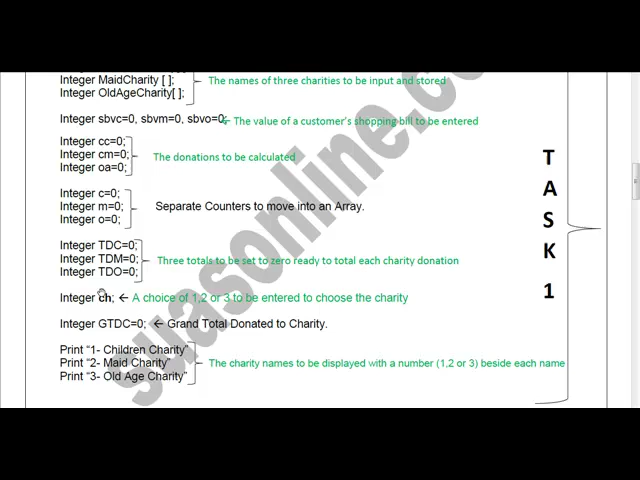 Integer MaidCharity [ ];
The names of three charities to be input and stored
Integer OldAgeCharity[ ];
Integer sbvc=0, sbvm=0, sbvo=0; ← The value of a customer's shopping bill to be entered
Integer cc=0;
Integer cm=0;
The donations to be calculated
Integer oa=0;
Integer c=0;
Integer m=0;
Separate Counters to move into an Array.
Integer o=0;
Integer TDC=0;
Integer TDM=0;
Three totals to be set to zero ready to total each charity donation
Integer TDO=0;
Integer ch; ← A choice of 1,2 or 3 to be entered to choose the charity
Integer GTDC=0; ← Grand Total Donated to Charity.
Print “1- Children Charity”
Print “2- Maid Charity”
The charity names to be displayed with a number (1,2 or 3) beside each name
Print “3- Old Age Charity”
T
A
S
K
1